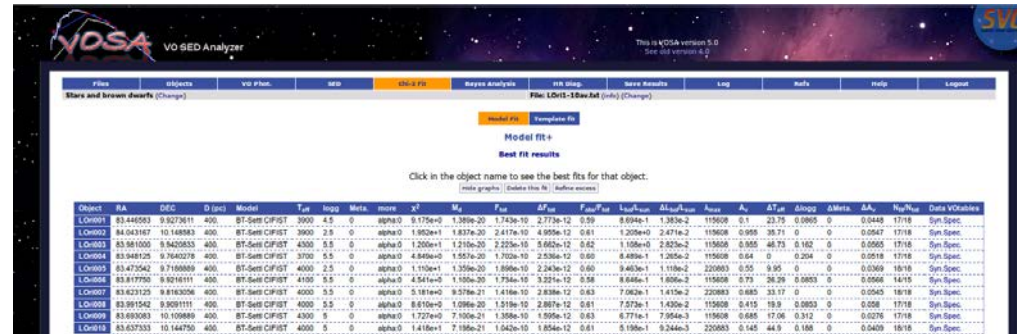 VOSA VO SED Analyzer
This is VOSA version 5.0
See old version 4.0
SVO
Files Objects VO Phot. SED Chi-2 Fit Bayes Analysis HR Diag. Save Results Log Refs Help Logout
Stars and brown dwarfs (Change) File: LOri1-10av.txt (info) (Change)
Model Fit Template fit
Model fit+
Best fit results
Click in the object name to see the best fits for that object.
Hide graphs Delete this fit Refine excess
Object RA DEC D (pc) Model Teff logg Meta. more χ² Md Ftot ΔFtot Fobs/Ftot Lbol/Lsun ΔLbol/Lsun λmax Av ΔTeff Δlogg ΔMeta. ΔAv Nfit/Ntot Data VOtables
LOri001 83.446583 9.9273611 400. BT-Settl CIFIST 3900 4.5 0 alpha:0 9.175e+0 1.389e-20 1.743e-10 2.773e-12 0.59 8.694e-1 1.383e-2 115608 0.1 23.75 0.0865 0 0.0448 17/18 Syn.Spec.
LOri002 84.043167 10.148583 400. BT-Settl CIFIST 3900 2.5 0 alpha:0 1.952e+1 1.837e-20 2.417e-10 4.955e-12 0.61 1.205e+0 2.471e-2 115608 0.955 35.71 0 0 0.0547 17/18 Syn.Spec.
LOri003 83.981000 9.9420833 400. BT-Settl CIFIST 4300 2.5 0 alpha:0 1.200e+1 1.210e-20 2.223e-10 5.662e-12 0.62 1.108e+0 2.823e-2 115608 0.955 46.73 0.162 0 0.0565 17/18 Syn.Spec.
LOri004 83.948125 9.7640278 400. BT-Settl CIFIST 3700 5.5 0 alpha:0 4.849e+0 1.557e-20 1.702e-10 2.536e-12 0.60 8.489e-1 1.265e-2 115608 0.64 0 0.204 0 0.0518 17/18 Syn.Spec.
LOri005 83.473542 9.7186889 400. BT-Settl CIFIST 4000 2.5 0 alpha:0 1.110e+1 1.359e-20 1.898e-10 2.243e-12 0.60 9.463e-1 1.118e-2 220883 0.55 9.95 0 0 0.0369 18/18 Syn.Spec.
LOri006 83.817750 9.9216111 400. BT-Settl CIFIST 4100 5.5 0 alpha:0 4.541e+0 1.100e-20 1.734e-10 3.221e-12 0.58 8.646e-1 1.606e-2 115608 0.73 26.29 0.0853 0 0.0566 14/15 Syn.Spec.
LOri007 83.623125 9.8163056 400. BT-Settl CIFIST 4000 5.5 0 alpha:0 5.181e+0 9.578e-21 1.416e-10 2.838e-12 0.63 7.062e-1 1.415e-2 220883 0.685 33.17 0 0 0.0545 18/18 Syn.Spec.
LOri008 83.991542 9.9091111 400. BT-Settl CIFIST 4000 5.5 0 alpha:0 8.610e+0 1.096e-20 1.519e-10 2.867e-12 0.61 7.573e-1 1.430e-2 115608 0.415 19.9 0.0853 0 0.058 17/18 Syn.Spec.
LOri009 83.693083 10.109889 400. BT-Settl CIFIST 4300 5 0 alpha:0 1.727e+0 7.100e-21 1.358e-10 1.595e-12 0.63 6.771e-1 7.954e-3 115608 0.685 17.06 0.312 0 0.0276 17/18 Syn.Spec.
LOri010 83.637333 10.144750 400. BT-Settl CIFIST 4000 5 0 alpha:0 1.418e+1 7.198e-21 1.042e-10 1.854e-12 0.61 5.198e-1 9.244e-3 220883 0.145 44.9 0.188 0 0.0409 18/18 Syn.Spec.